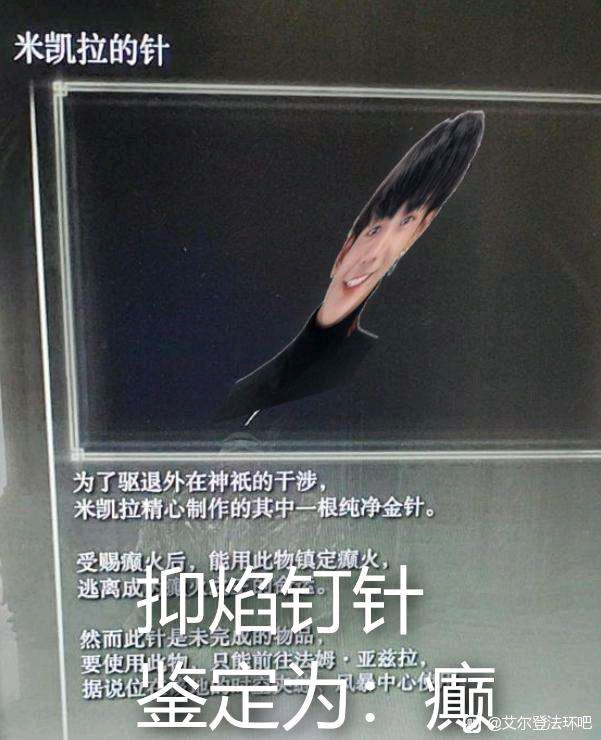 米凯拉的针
为了驱退外在神祇的干涉，
米凯拉精心制作的其中一根纯净金针。
受赐癫火后，能用此物镇定癫火，
逃离成
抑焰钉针
然而此针是未完成的物品，
要使用此物，只能前往法姆·亚兹拉，
据说位 风暴中心
鉴定为：癫
@艾尔登法环吧